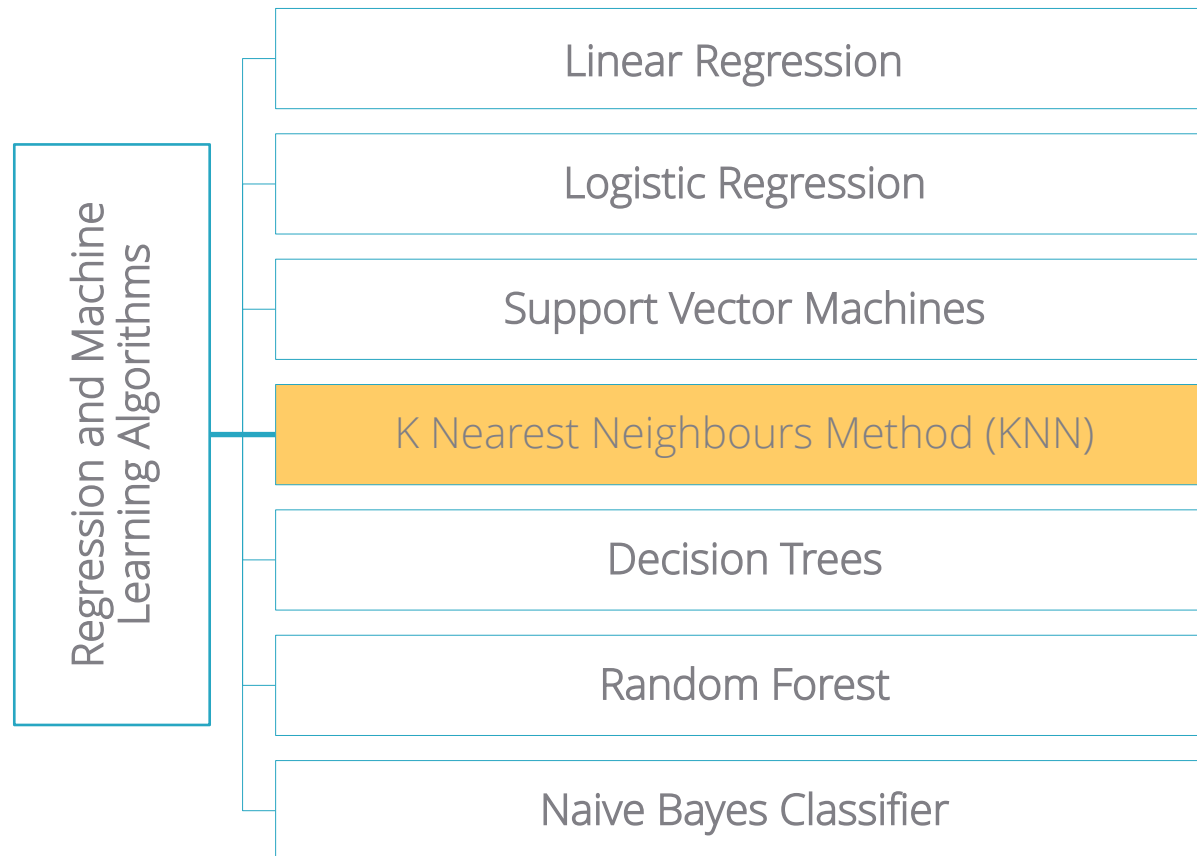 Regression and Machine
Learning Algorithms
Linear Regression
Logistic Regression
Support Vector Machines
K Nearest Neighbours Method (KNN)
Decision Trees
Random Forest
Naive Bayes Classifier